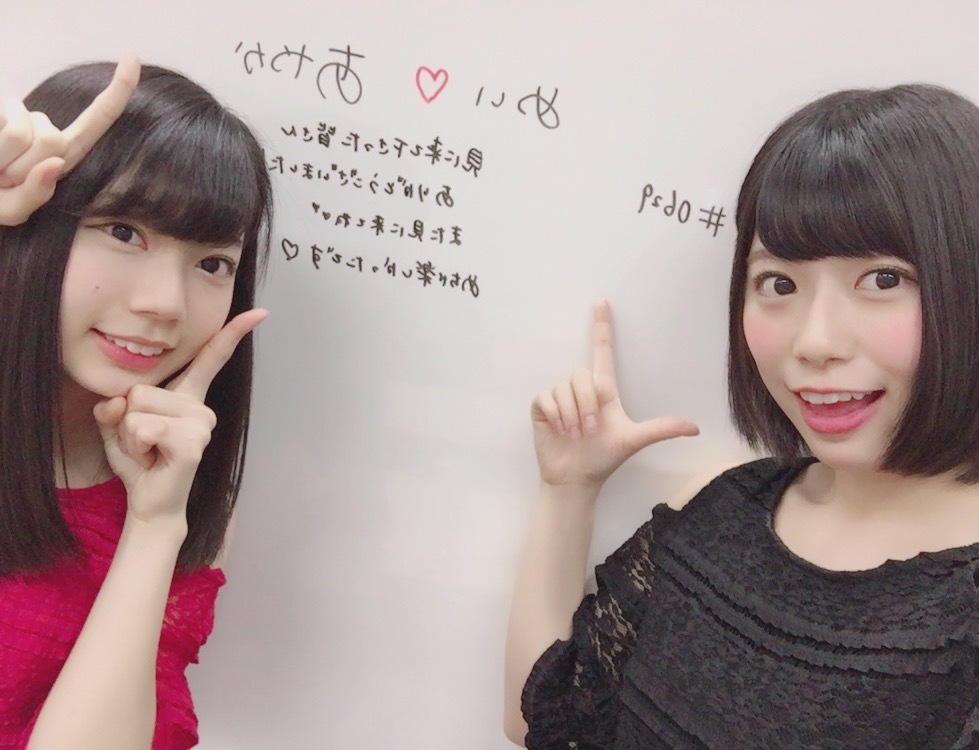 めい ♡ あやか
見に来て下さった皆さん
ありがとうございました
また見に来てね♡
めちゃ楽しかったです♡
#0629